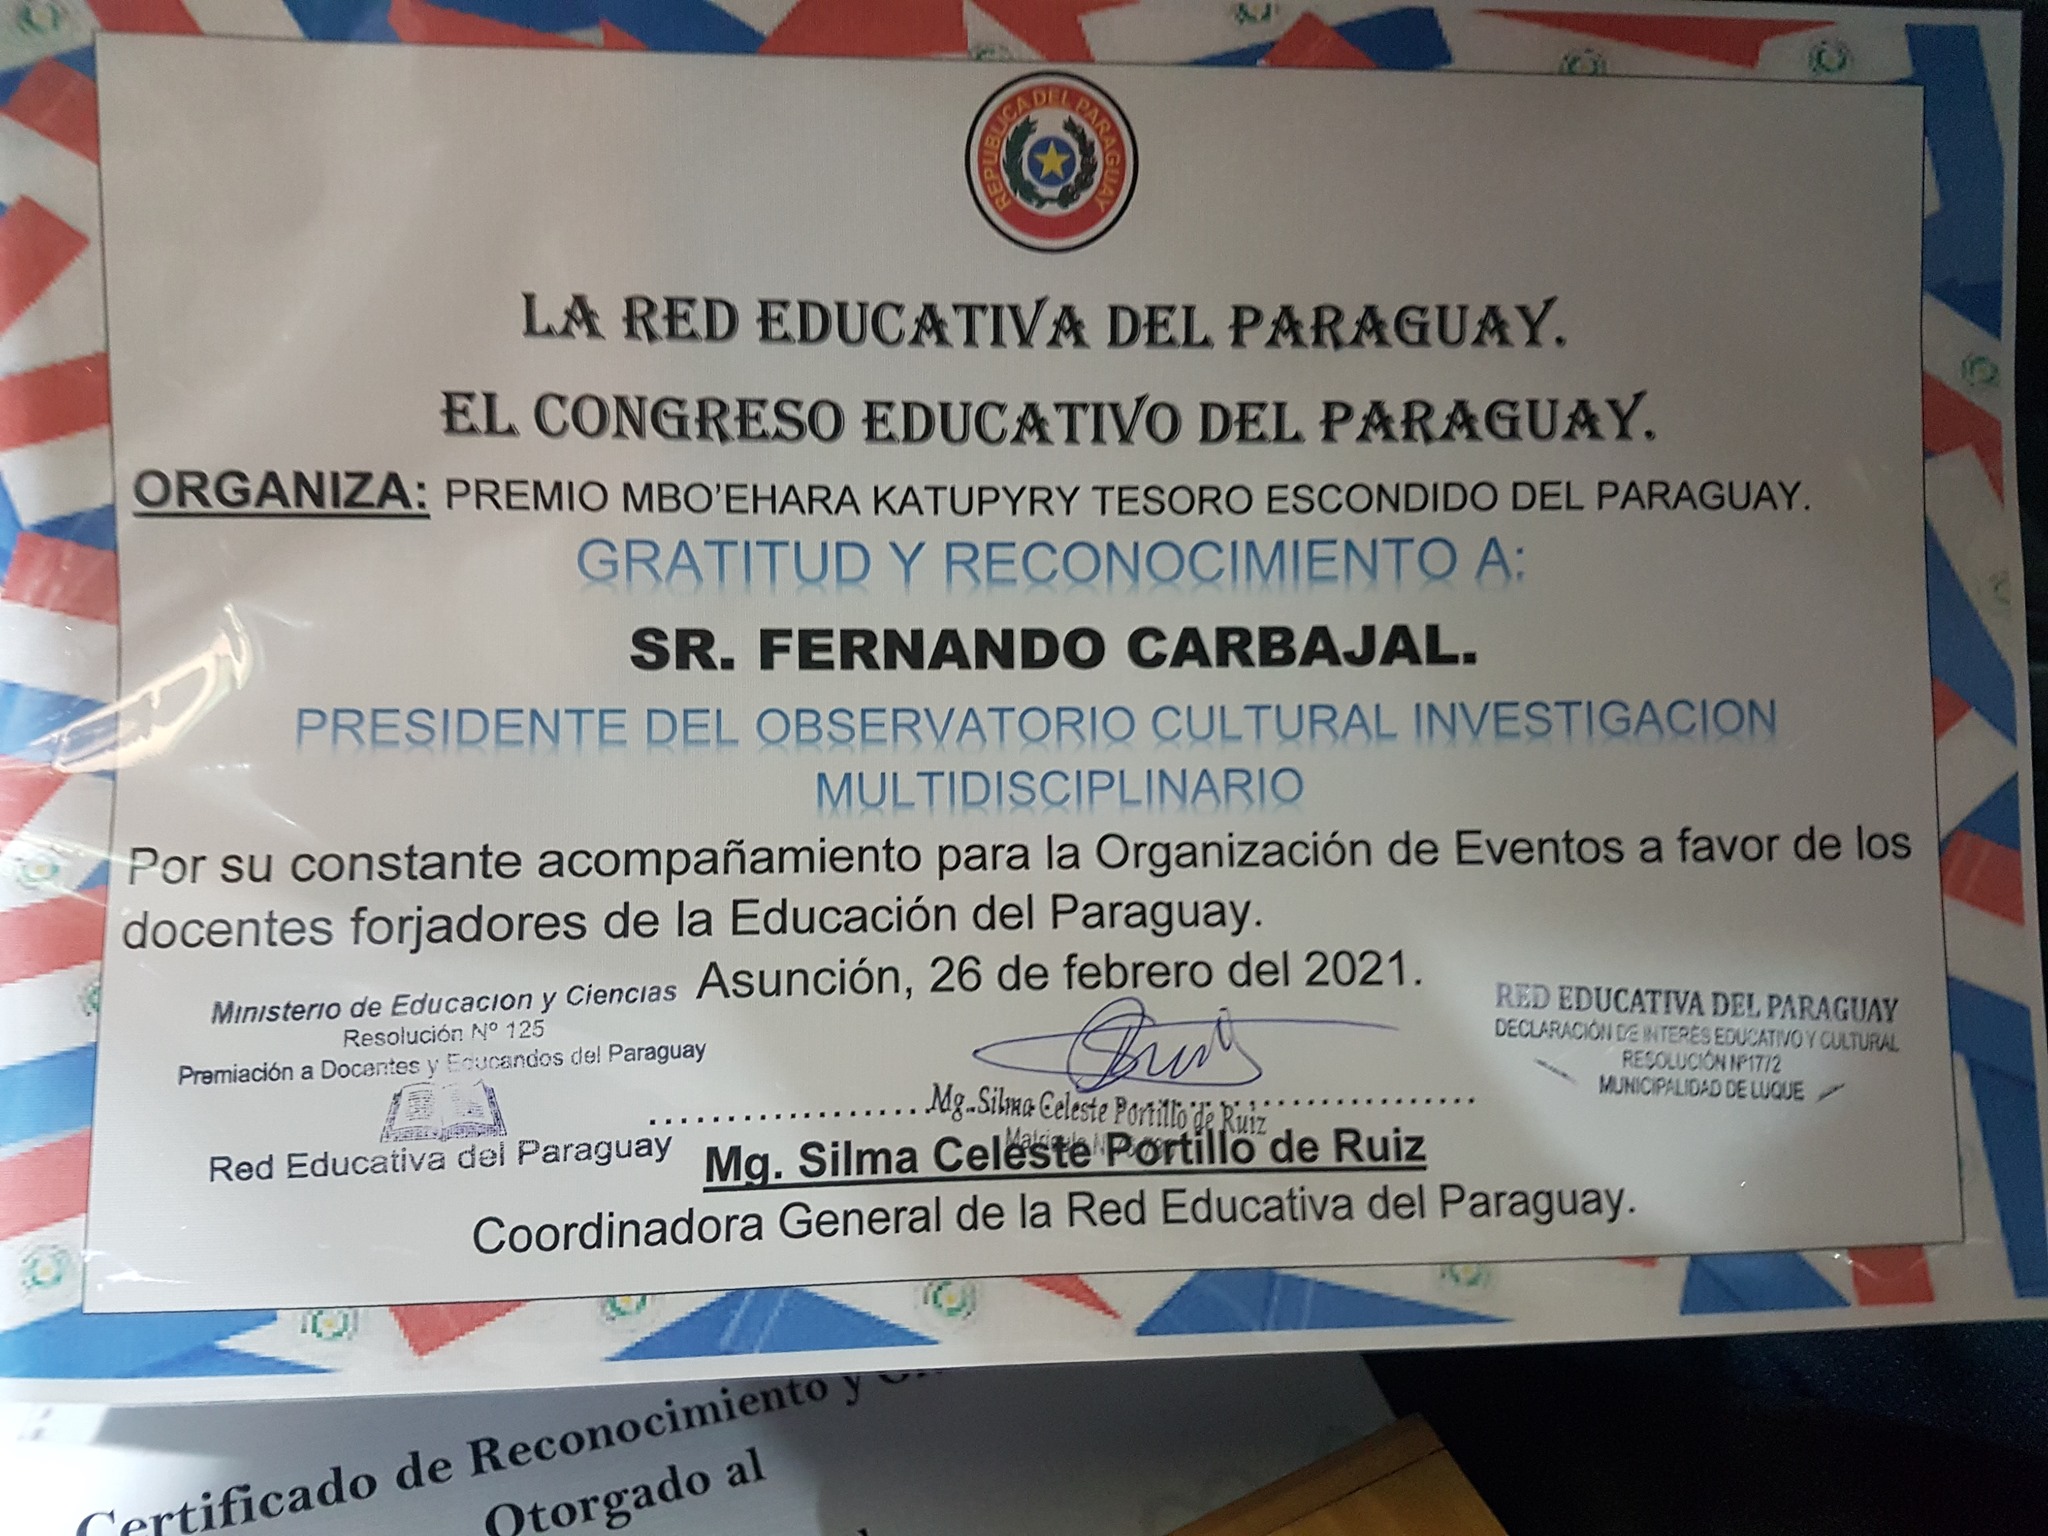 REPUBLICA DEL PARAGUAY
LA RED EDUCATIVA DEL PARAGUAY.
EL CONGRESO EDUCATIVO DEL PARAGUAY.
ORGANIZA: PREMIO MBO'EHARA KATUPYRY TESORO ESCONDIDO DEL PARAGUAY.
GRATITUD Y RECONOCIMIENTO A:
SR. FERNANDO CARBAJAL.
PRESIDENTE DEL OBSERVATORIO CULTURAL INVESTIGACION
MULTIDISCIPLINARIO
Por su constante acompañamiento para la Organización de Eventos a favor de los
docentes forjadores de la Educación del Paraguay.
Asunción, 26 de febrero del 2021.
Ministerio de Educacion y Ciencias
Resolución Nº 125
Premiación a Docentes y Educandos del Paraguay
Red Educativa del Paraguay
RED EDUCATIVA DEL PARAGUAY
DECLARACIÓN DE INTERÉS EDUCATIVO Y CULTURAL
RESOLUCIÓN Nº1772
MUNICIPALIDAD DE LUQUE
Mg. Silma Celeste Portillo de Ruiz
Mg. Silma Celeste Portillo de Ruiz
Coordinadora General de la Red Educativa del Paraguay.
Certificado de Reconocimiento y
Otorgado al